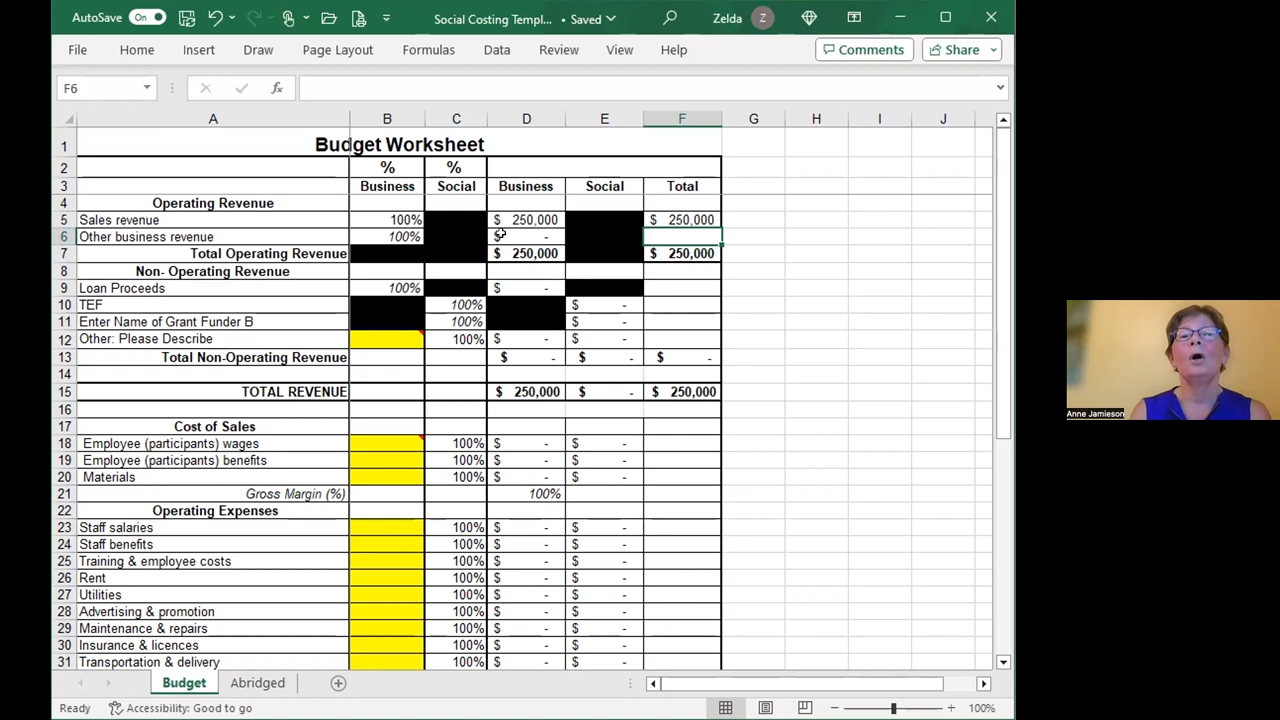 AutoSave On Social Costing Templ... • Saved Zelda Z
File Home Insert Draw Page Layout Formulas Data Review View Help Comments Share
F6 fx
A B C D E F G H I J
1 Budget Worksheet
2 % %
3 Business Social Business Social Total
4 Operating Revenue
5 Sales revenue 100% $ 250,000 $ 250,000
6 Other business revenue 100% $ -
7 Total Operating Revenue $ 250,000 $ 250,000
8 Non- Operating Revenue
9 Loan Proceeds 100% $ -
10 TEF 100% $ -
11 Enter Name of Grant Funder B 100% $ -
12 Other: Please Describe 100% $ - $ -
13 Total Non-Operating Revenue $ - $ - $ -
14
15 TOTAL REVENUE $ 250,000 $ - $ 250,000
16
17 Cost of Sales
18 Employee (participants) wages 100% $ - $ -
19 Employee (participants) benefits 100% $ - $ -
20 Materials 100% $ - $ -
21 Gross Margin (%) 100%
22 Operating Expenses
23 Staff salaries 100% $ - $ -
24 Staff benefits 100% $ - $ -
25 Training & employee costs 100% $ - $ -
26 Rent 100% $ - $ -
27 Utilities 100% $ - $ -
28 Advertising & promotion 100% $ - $ -
29 Maintenance & repairs 100% $ - $ -
30 Insurance & licences 100% $ - $ -
31 Transportation & delivery 100% $ - $ -
Anne Jamieson
Budget Abridged
Ready Accessibility: Good to go 100%